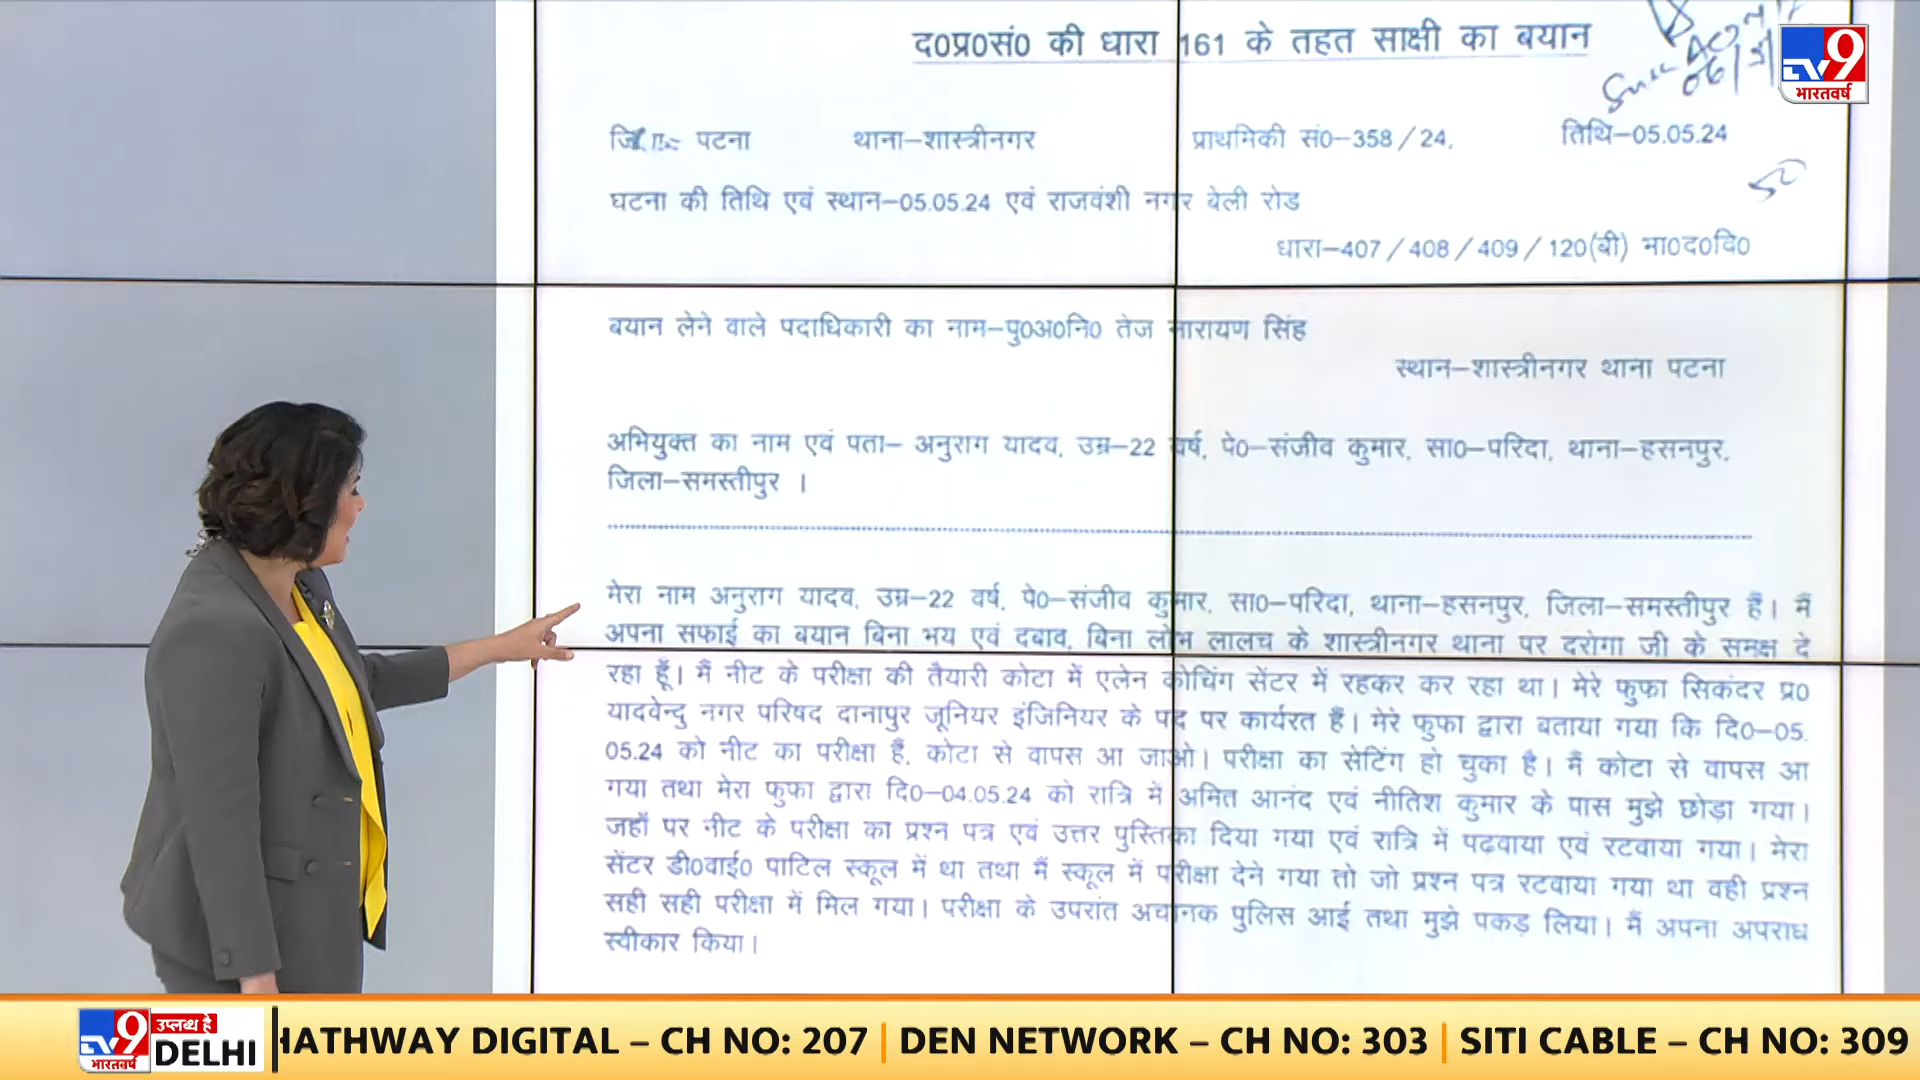 द0प्र0सं0 की धारा 161 के तहत साक्षी का बयान
TV9
भारतवर्ष
पटना थाना–शास्त्रीनगर प्राथमिकी सं0–358/24, तिथि–05.05.24
घटना की तिथि एवं स्थान–05.05.24 एवं राजवंशी नगर बेली रोड
धारा–407/408/409/120(बी) भा0द0वि0
बयान लेने वाले पदाधिकारी का नाम–पु0अ0नि0 तेज नारायण सिंह
स्थान–शास्त्रीनगर थाना पटना
अभियुक्त का नाम एवं पता– अनुराग यादव, उम्र–22 वर्ष, पे0–संजीव कुमार, सा0–परिदा, थाना–हसनपुर,
जिला–समस्तीपुर ।
मेरा नाम अनुराग यादव, उम्र–22 वर्ष, पे0–संजीव कुमार, सा0–परिदा, थाना–हसनपुर, जिला–समस्तीपुर हैं। मैं
अपना सफाई का बयान बिना भय एवं दबाव, बिना लोभ लालच के शास्त्रीनगर थाना पर दरोगा जी के समक्ष दे
रहा हूँ। मैं नीट के परीक्षा की तैयारी कोटा में एलेन कोचिंग सेंटर में रहकर कर रहा था। मेरे फुफा सिकंदर प्र0
यादवेन्दु नगर परिषद दानापुर जूनियर इंजिनियर के पद पर कार्यरत हैं। मेरे फुफा द्वारा बताया गया कि दि0–05.
05.24 को नीट का परीक्षा हैं, कोटा से वापस आ जाओ। परीक्षा का सेटिंग हो चुका है। मैं कोटा से वापस आ
गया तथा मेरा फुफा द्वारा दि0–04.05.24 को रात्रि में अमित आनंद एवं नीतिश कुमार के पास मुझे छोड़ा गया।
जहाँ पर नीट के परीक्षा का प्रश्न पत्र एवं उत्तर पुस्तिका दिया गया एवं रात्रि में पढवाया एवं रटवाया गया। मेरा
सेंटर डी0वाई0 पाटिल स्कूल में था तथा मैं स्कूल में परीक्षा देने गया तो जो प्रश्न पत्र रटवाया गया था वही प्रश्न
सही सही परीक्षा में मिल गया। परीक्षा के उपरांत अचानक पुलिस आई तथा मुझे पकड़ लिया। मैं अपना अपराध
स्वीकार किया।
TV9 भारतवर्ष उपलब्ध है DELHI HATHWAY DIGITAL – CH NO: 207 | DEN NETWORK – CH NO: 303 | SITI CABLE – CH NO: 309